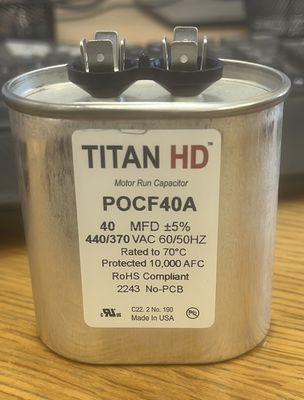 TITAN HD™
Motor Run Capacitor
POCF40A
40 MFD ±5%
440/370 VAC 60/50HZ
Rated to 70°C
Protected 10,000 AFC
RoHS Compliant
2243 No-PCB
C22. 2 No. 190
Made In USA